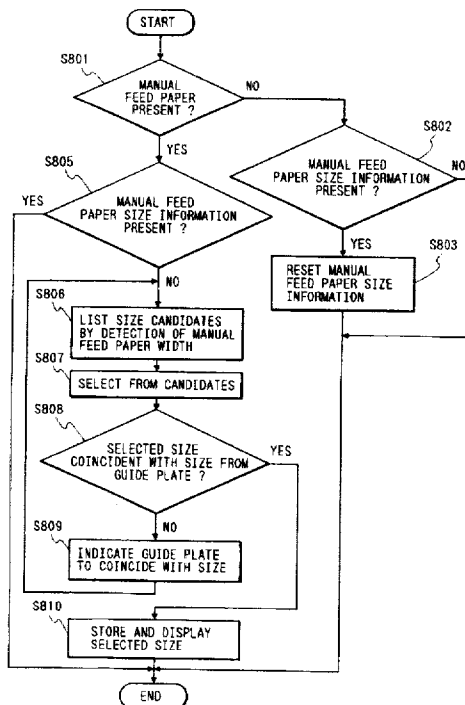 START
S801
MANUAL
FEED PAPER
PRESENT ?
NO
YES
S802
MANUAL FEED
PAPER SIZE INFORMATION
PRESENT ?
NO
YES
S803
RESET MANUAL
FEED PAPER SIZE
INFORMATION
S805
YES
MANUAL FEED
PAPER SIZE INFORMATION
PRESENT ?
NO
S806
LIST SIZE CANDIDATES
BY DETECTION OF MANUAL
FEED PAPER WIDTH
S807
SELECT FROM CANDIDATES
S808
SELECTED SIZE
COINCIDENT WITH SIZE FROM
GUIDE PLATE ?
YES
NO
S809
INDICATE GUIDE PLATE
TO COINCIDE WITH SIZE
S810
STORE AND DISPLAY
SELECTED SIZE
END